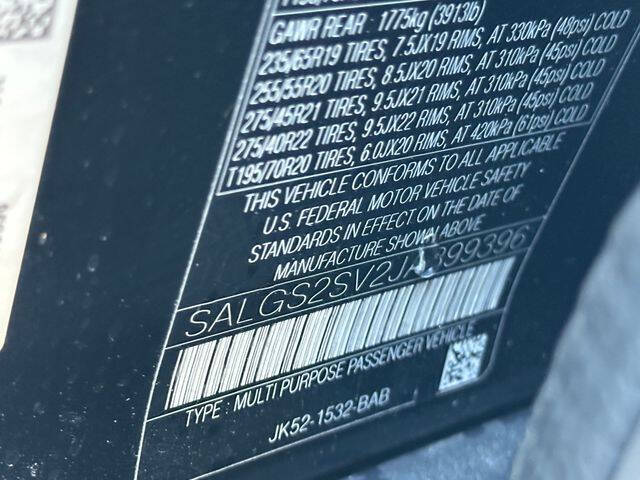 GAWR REAR : 1775kg (3913lb)
235/65R19 TIRES, 7.5JX19 RIMS, AT 330kPa (48psi) COLD
255/55R20 TIRES, 8.5JX20 RIMS, AT 310kPa (45psi) COLD
275/45R21 TIRES, 9.5JX21 RIMS, AT 310kPa (45psi) COLD
275/40R22 TIRES, 9.5JX22 RIMS, AT 310kPa (45psi) COLD
T195/70R20 TIRES, 6.0JX20 RIMS, AT 420kPa (61psi) COLD
THIS VEHICLE CONFORMS TO ALL APPLICABLE
U.S. FEDERAL MOTOR VEHICLE SAFETY
STANDARDS IN EFFECT ON THE DATE OF
MANUFACTURE SHOWN ABOVE
TYPE : MULTI PURPOSE PASSENGER VEHICLE
JK52-1532-BAB